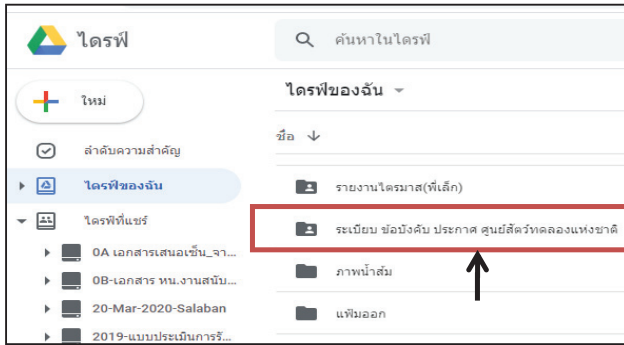 ไดรฟ์
ค้นหาในไดรฟ์
ใหม่
ลำดับความสำคัญ
ไดรฟ์ของฉัน
ไดรฟ์ที่แชร์
0A เอกสารเสนอเซ็น_จา...
0B-เอกสาร หน.งานสนับ...
20-Mar-2020-Salaban
2019-แบบประเมินการรั...
ไดรฟ์ของฉัน
ชื่อ
รายงานไตรมาส(พี่เล็ก)
ระเบียบ ข้อบังคับ ประกาศ ศูนย์สัตว์ทดลองแห่งชาติ
ภาพน้ำส้ม
แฟ้มออก